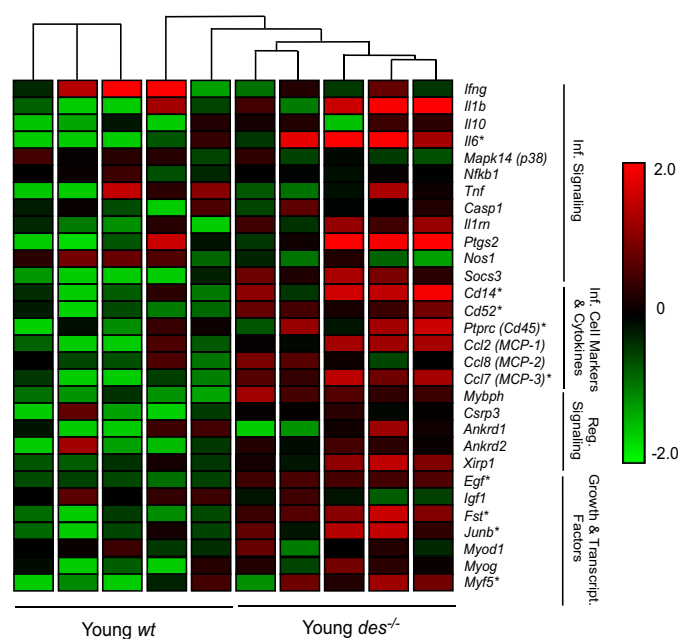 Ifng
Il1b
Il10
Il6*
Mapk14 (p38)
Nfkb1
Tnf
Casp1
Il1rn
Ptgs2
Nos1
Socs3
Cd14*
Cd52*
Ptprc (Cd45)*
Ccl2 (MCP-1)
Ccl8 (MCP-2)
Ccl7 (MCP-3)*
Mybph
Csrp3
Ankrd1
Ankrd2
Xirp1
Egf*
Igf1
Fst*
Junb*
Myod1
Myog
Myf5*
Inf. Signaling
Inf. Cell Markers
& Cytokines
Reg.
Signaling
Growth & Transcript.
Factors
2.0
0
-2.0
Young wt
Young des-/-